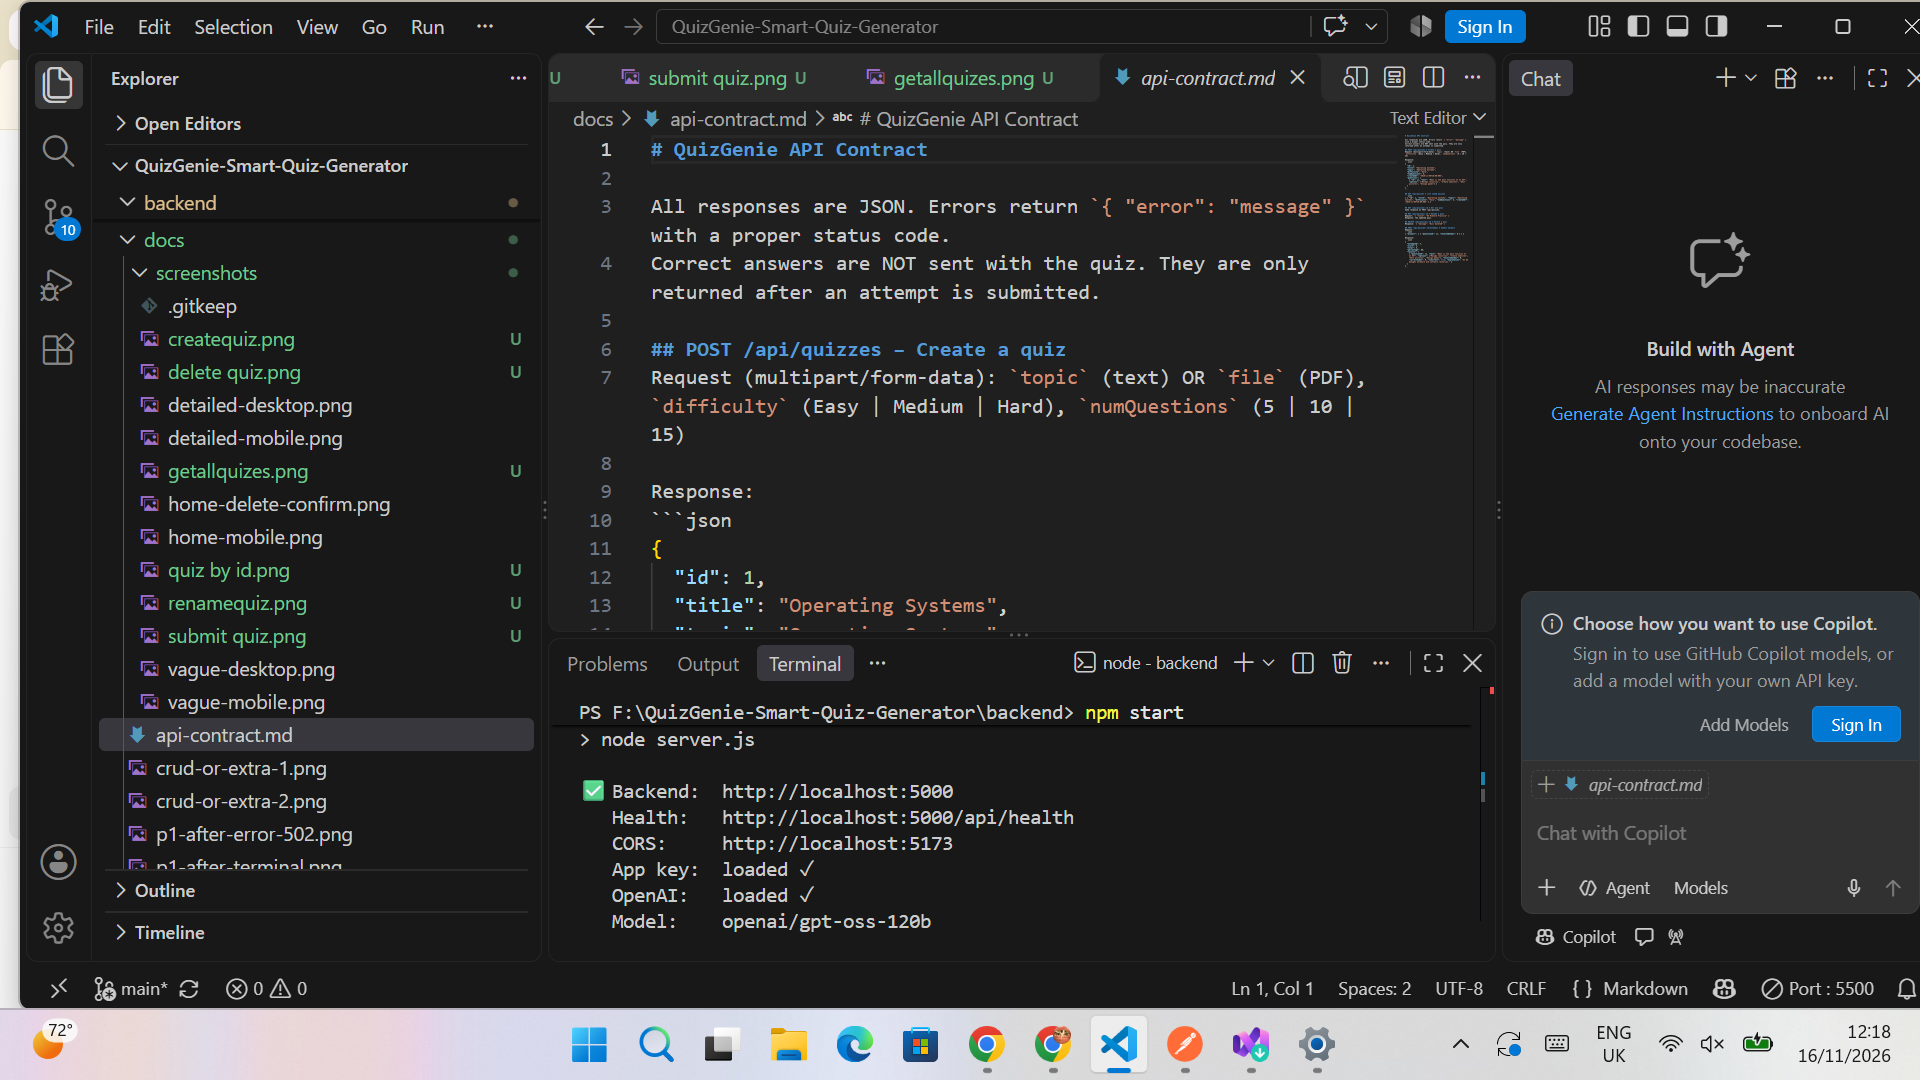 File Edit Selection View Go Run ···
QuizGenie-Smart-Quiz-Generator
Sign In
Explorer ···
Open Editors
QuizGenie-Smart-Quiz-Generator
backend
docs
screenshots
.gitkeep
createquiz.png U
delete quiz.png U
detailed-desktop.png
detailed-mobile.png
getallquizes.png U
home-delete-confirm.png
home-mobile.png
quiz by id.png U
renamequiz.png U
submit quiz.png U
vague-desktop.png
vague-mobile.png
api-contract.md
crud-or-extra-1.png
crud-or-extra-2.png
p1-after-error-502.png
p1-after-terminal.png
Outline
Timeline
10
U submit quiz.png U getallquizes.png U api-contract.md
docs > api-contract.md > abc # QuizGenie API Contract
Text Editor
1 # QuizGenie API Contract
2
3 All responses are JSON. Errors return `{ "error": "message" }`
with a proper status code.
4 Correct answers are NOT sent with the quiz. They are only
returned after an attempt is submitted.
5
6 ## POST /api/quizzes – Create a quiz
7 Request (multipart/form-data): `topic` (text) OR `file` (PDF),
`difficulty` (Easy | Medium | Hard), `numQuestions` (5 | 10 |
15)
8
9 Response:
10 ```json
11 {
12 "id": 1,
13 "title": "Operating Systems",
Problems Output Terminal ···
node - backend
PS F:\QuizGenie-Smart-Quiz-Generator\backend> npm start
> node server.js
✅ Backend: http://localhost:5000
Health: http://localhost:5000/api/health
CORS: http://localhost:5173
App key: loaded ✓
OpenAI: loaded ✓
Model: openai/gpt-oss-120b
Chat
Build with Agent
AI responses may be inaccurate
Generate Agent Instructions to onboard AI
onto your codebase.
Choose how you want to use Copilot.
Sign in to use GitHub Copilot models, or
add a model with your own API key.
Add Models Sign In
api-contract.md
Chat with Copilot
Agent Models
Copilot
main* 0 0
Ln 1, Col 1 Spaces: 2 UTF-8 CRLF { } Markdown Port : 5500
72°
ENG
UK
12:18
16/11/2026